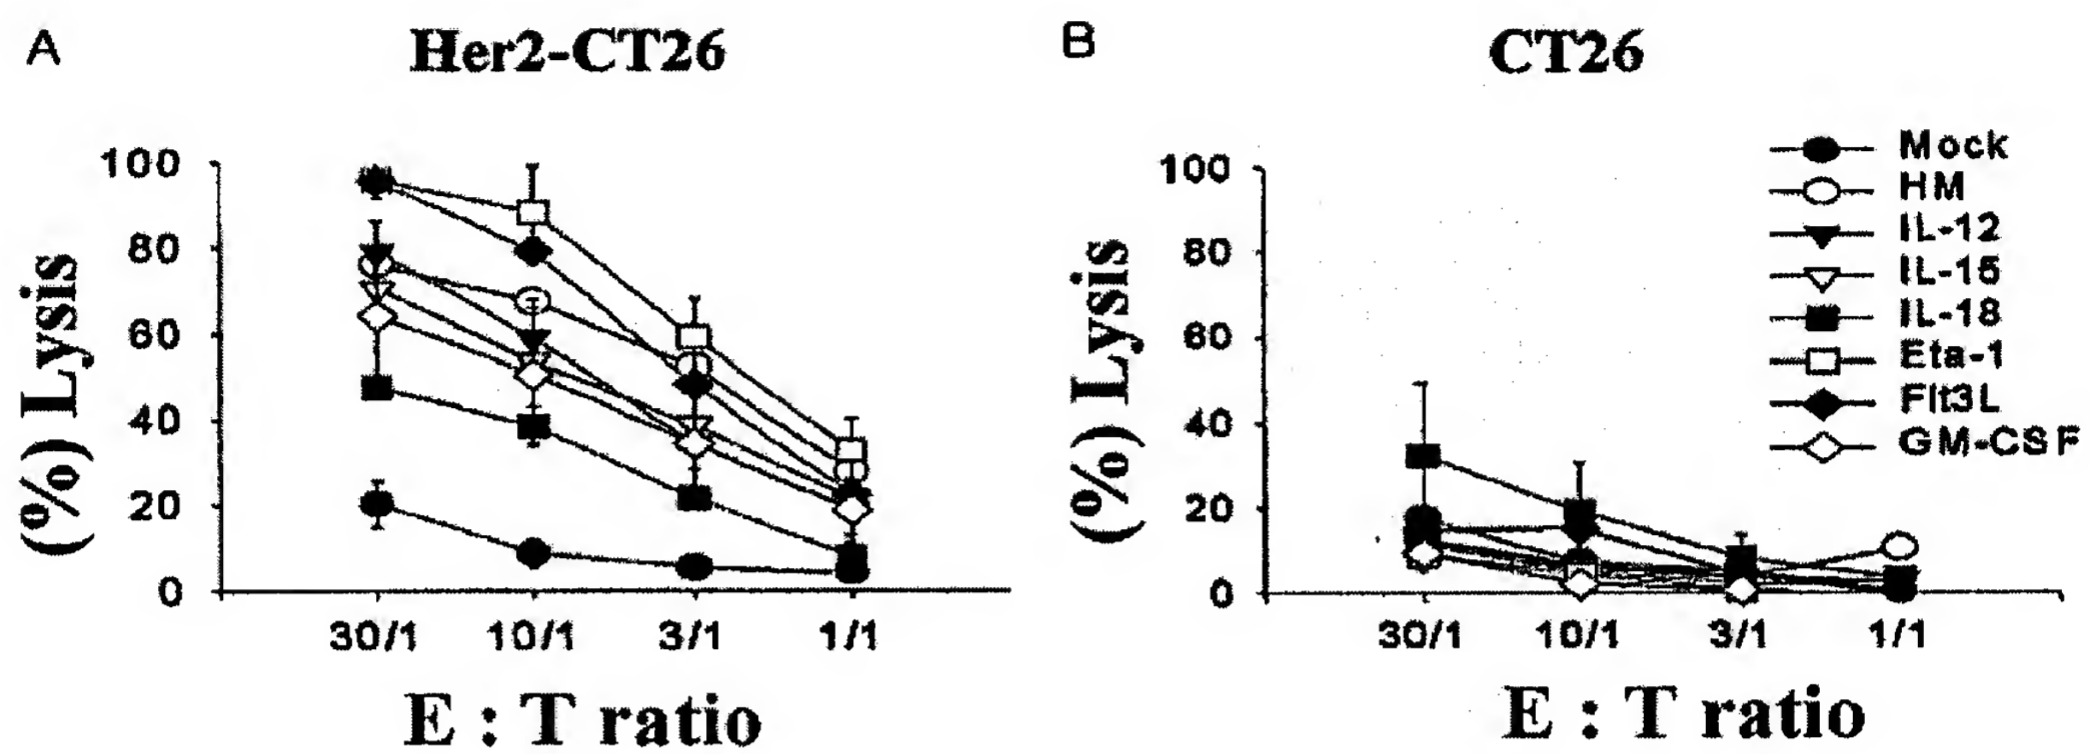 A
Her2-CT26
(%) Lysis
100
80
60
40
20
0
30/1 10/1 3/1 1/1
E : T ratio
B
CT26
(%) Lysis
100
80
60
40
20
0
30/1 10/1 3/1 1/1
E : T ratio
Mock
HM
IL-12
IL-15
IL-18
Eta-1
Flt3L
GM-CSF